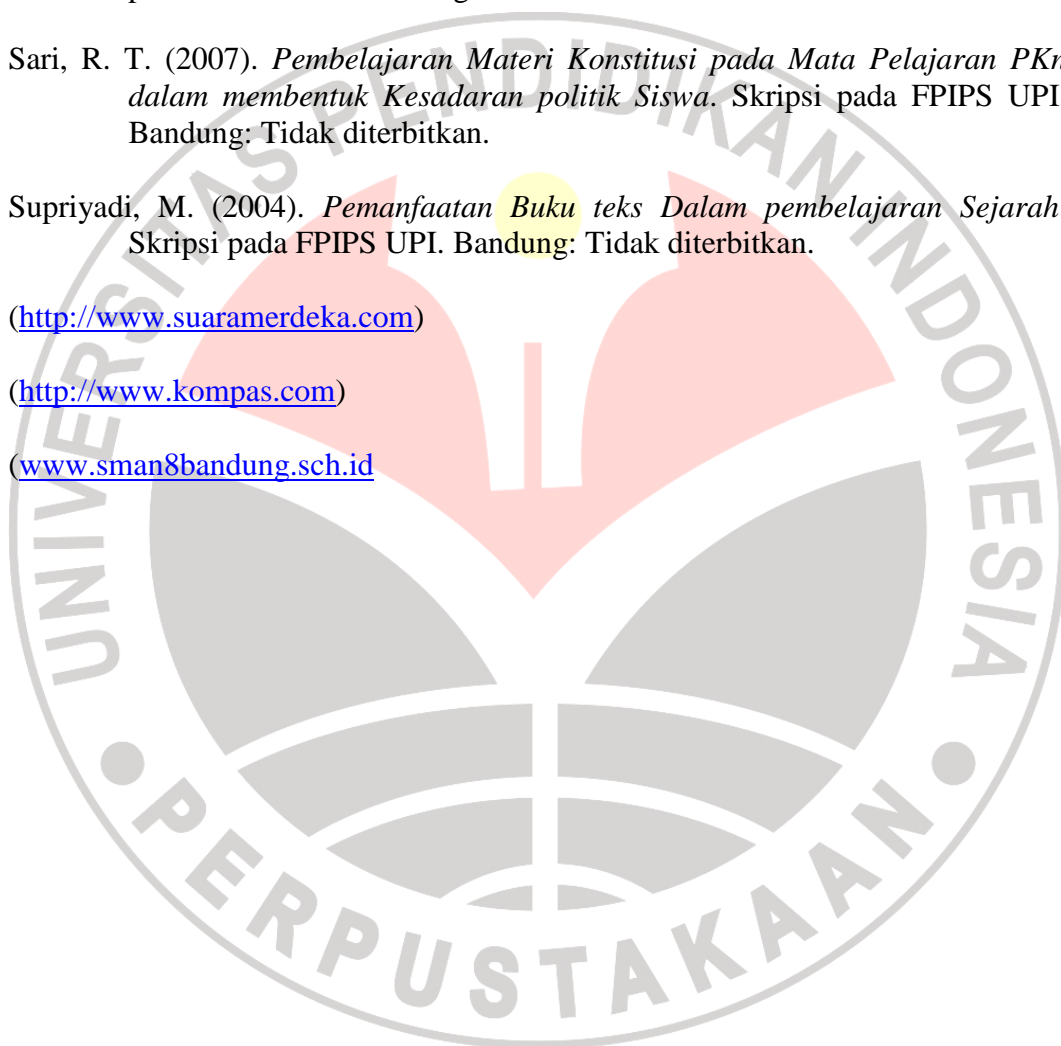 Sari, R. T. (2007). Pembelajaran Materi Konstitusi pada Mata Pelajaran PKn
dalam membentuk Kesadaran politik Siswa. Skripsi pada FPIPS UPI
Bandung: Tidak diterbitkan.
Supriyadi, M. (2004). Pemanfaatan Buku teks Dalam pembelajaran Sejarah
Skripsi pada FPIPS UPI. Bandung: Tidak diterbitkan.
(http://www.suaramerdeka.com)
(http://www.kompas.com)
(www.sman8bandung.sch.id
UNIVERSITAS PENDIDIKAN INDONESIA
PERPUSTAKAAN